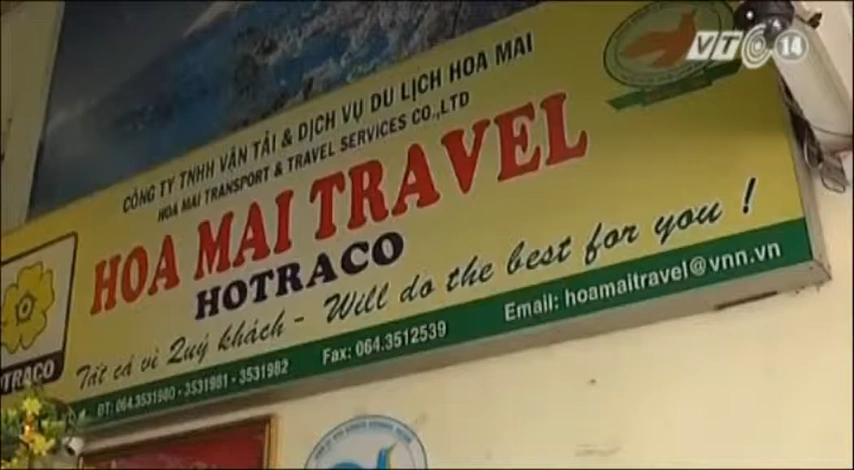 VTC 14
CÔNG TY TNHH VẬN TẢI & DỊCH VỤ DU LỊCH HOA MAI
HOA MAI TRANSPORT & TRAVEL SERVICES CO.,LTD
HOA MAI TRAVEL
HOTRACO
Tất cả vì Quý khách - Will do the best for you !
HOTRACO
ĐT: 064.3531980 - 3531981 - 3531982 Fax: 064.3512539 Email: hoamaitravel@vnn.vn